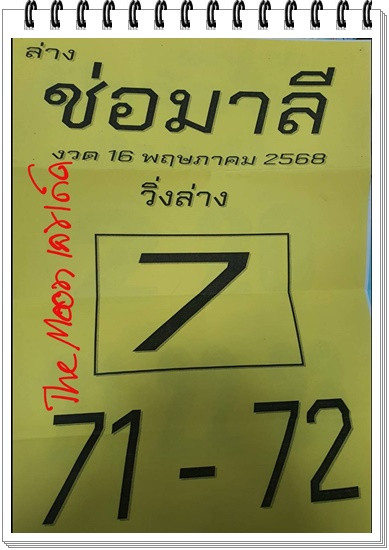 ล่าง
ช่อมาลี
งวด 16 พฤษภาคม 2568
วิ่งล่าง
7
71 - 72
The Moon เลขเด็ด